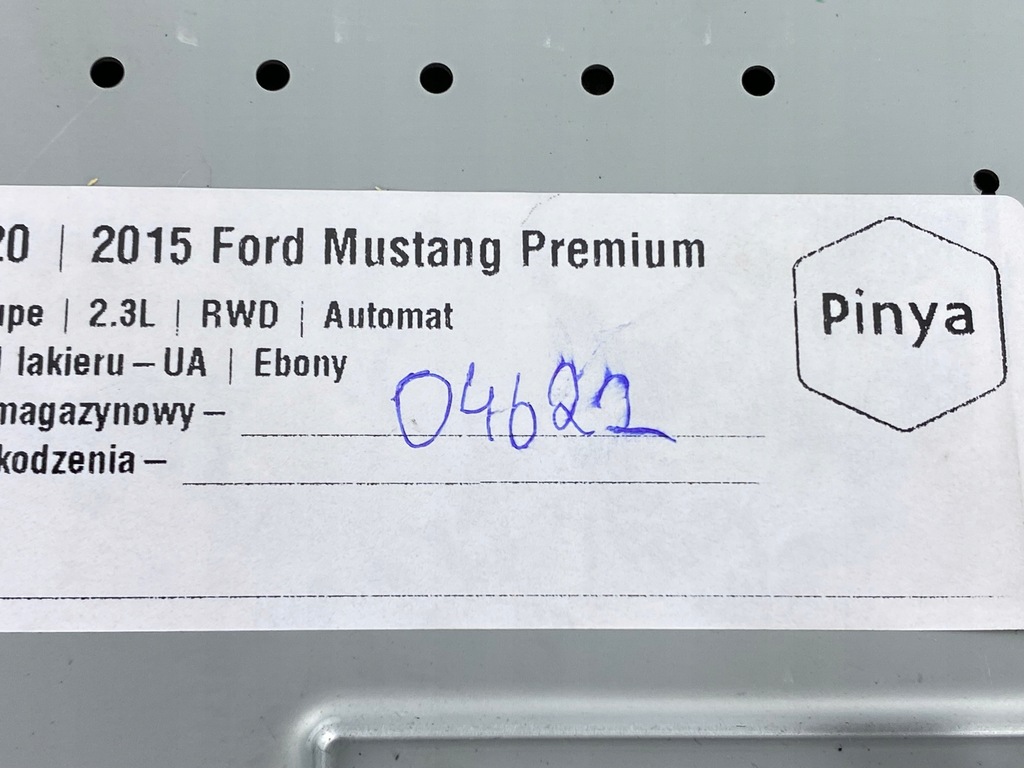 20 | 2015 Ford Mustang Premium
upe | 2.3L | RWD | Automat
lakieru – UA | Ebony
magazynowy – 04622
kodzenia –
Pinya